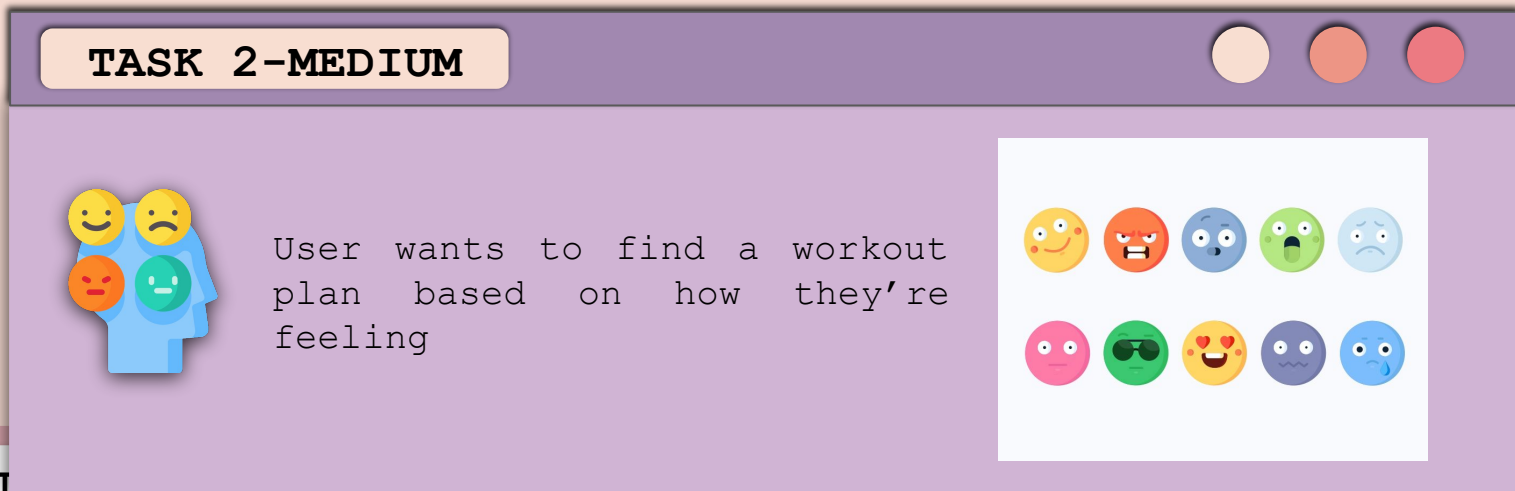 TASK 2-MEDIUM
User wants to find a workout
plan based on how they’re
feeling